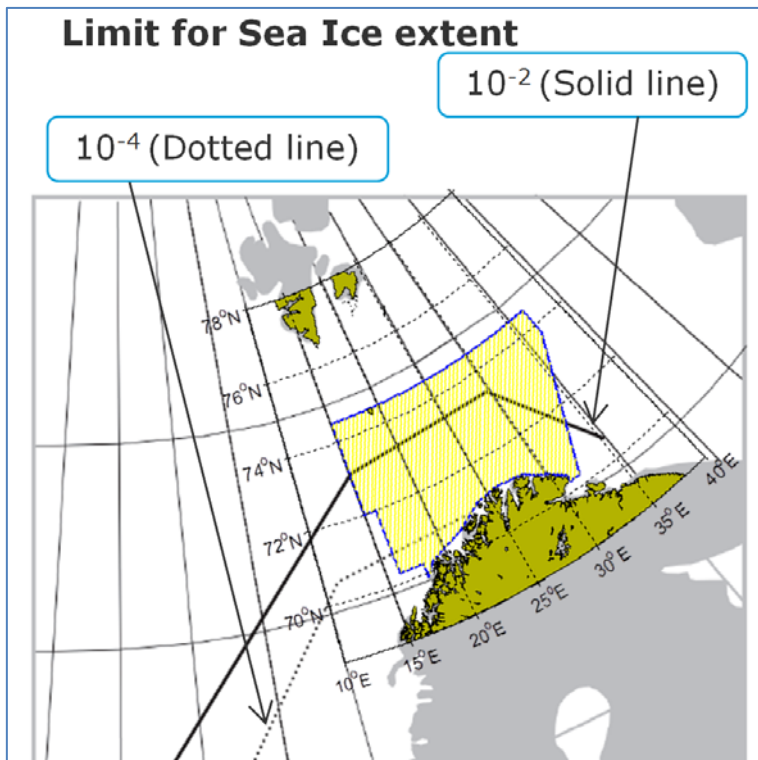 Limit for Sea Ice extent
10⁻² (Solid line)
10⁻⁴ (Dotted line)
78°N
76°N
74°N
72°N
70°N
10°E
15°E
20°E
25°E
30°E
35°E
40°E